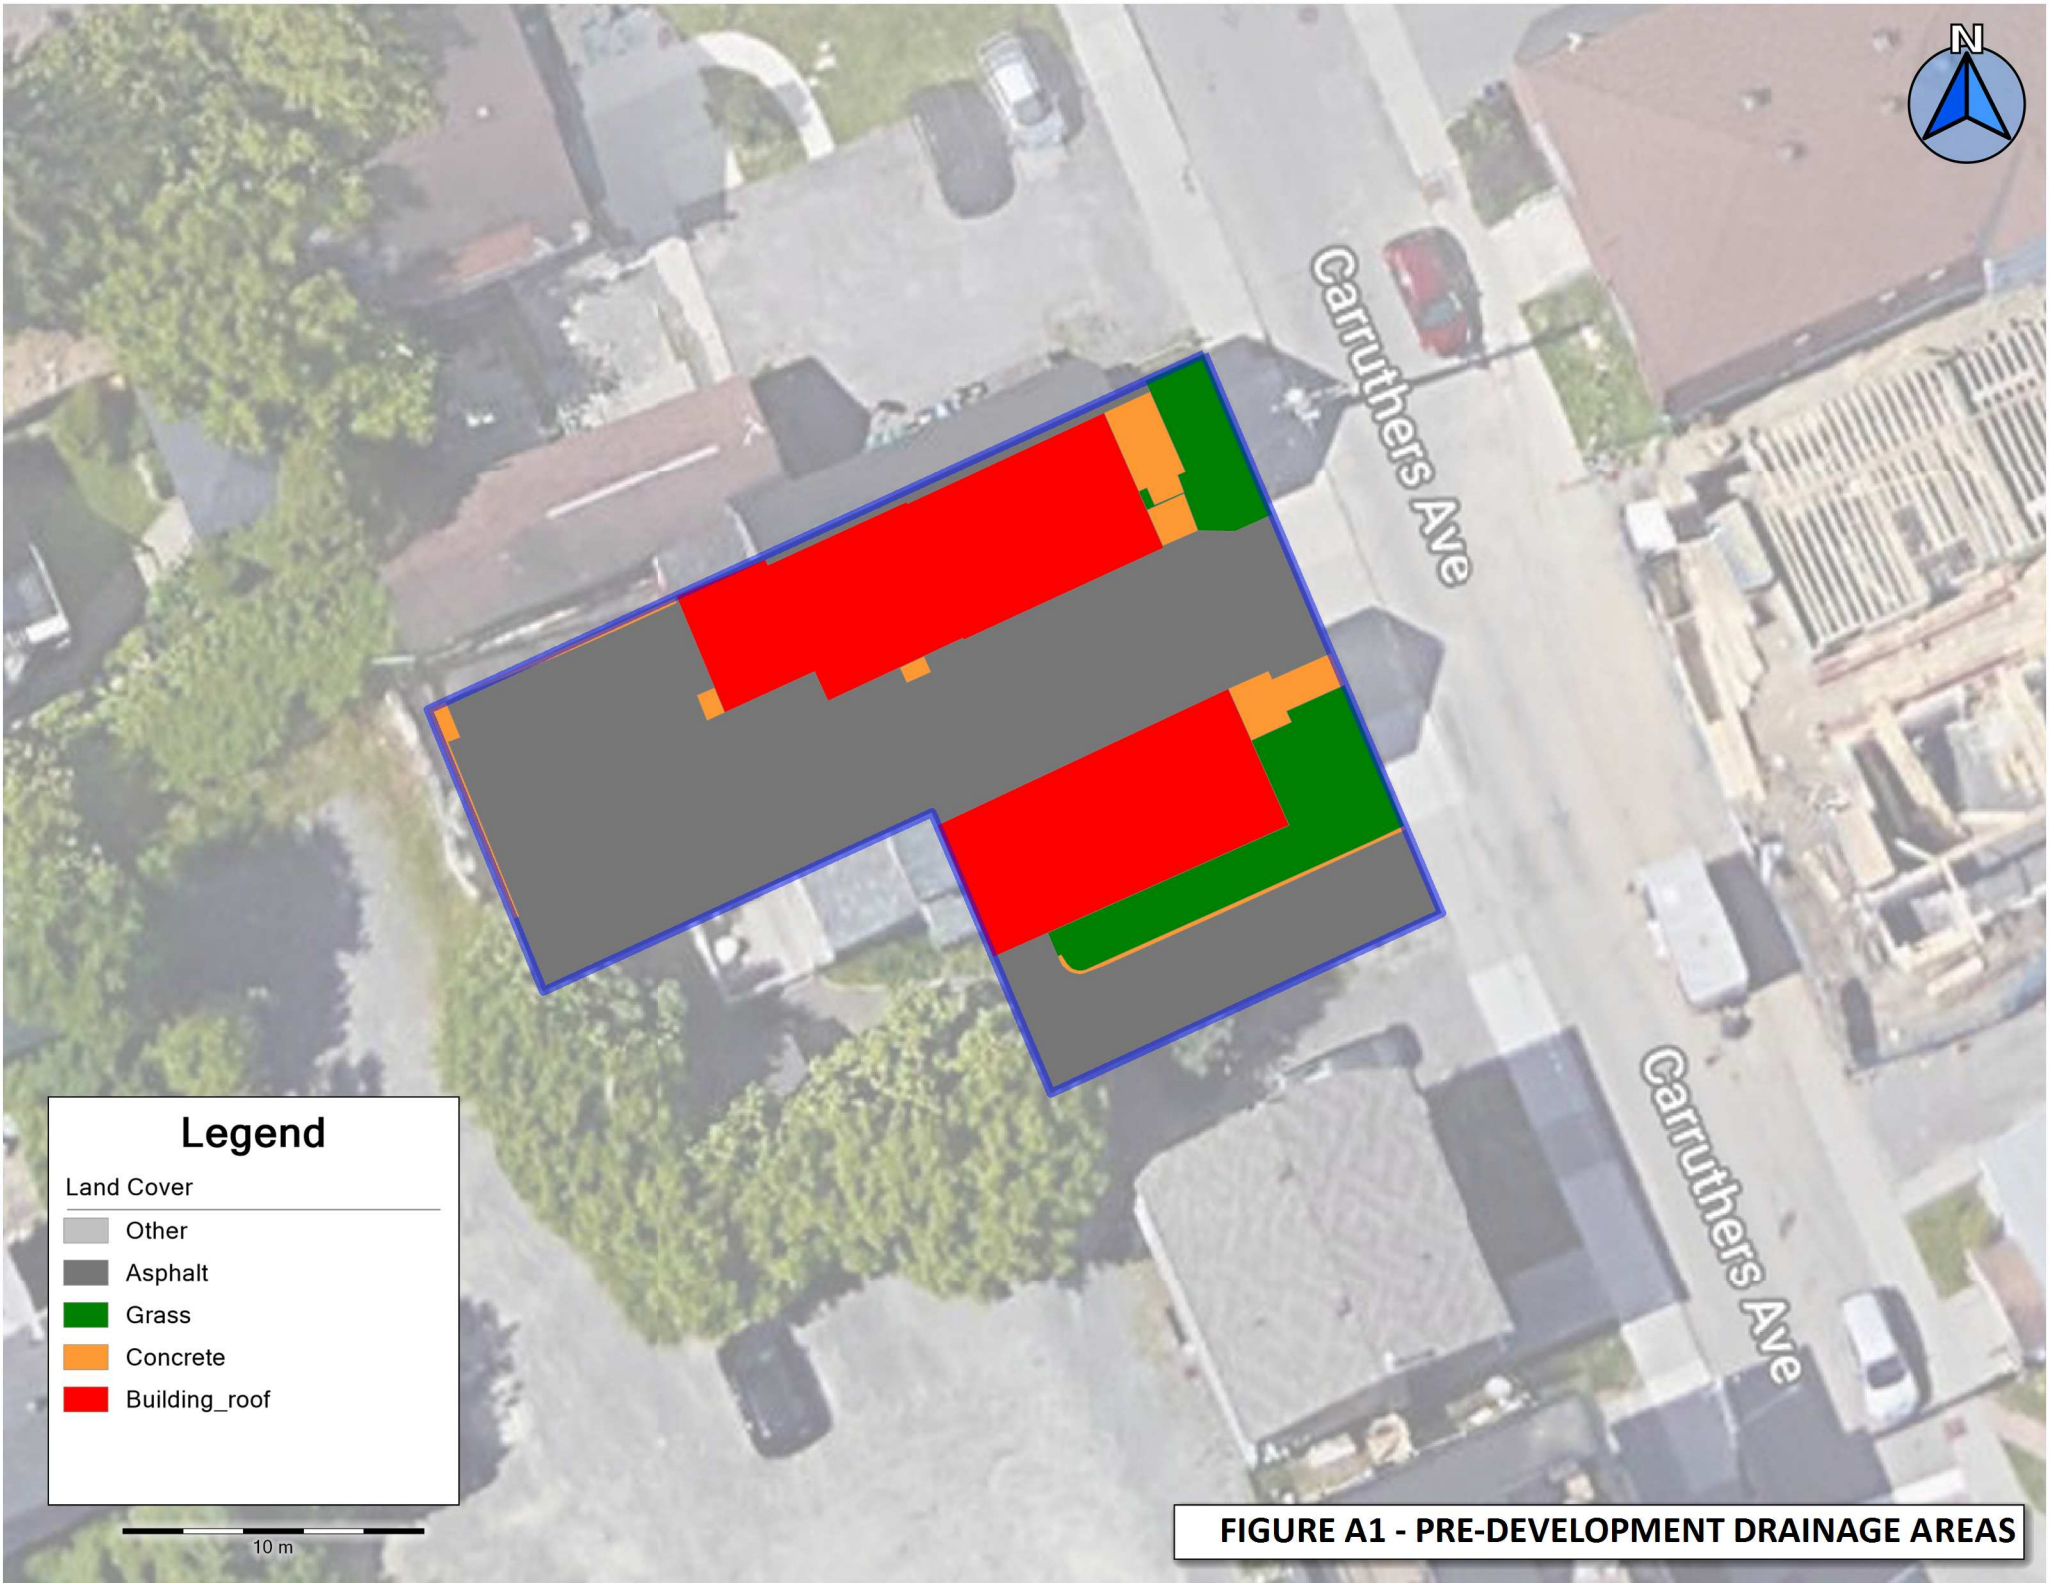 N
Carruthers Ave
Carruthers Ave
Legend
Land Cover
Other
Asphalt
Grass
Concrete
Building_roof
10 m
FIGURE A1 - PRE-DEVELOPMENT DRAINAGE AREAS